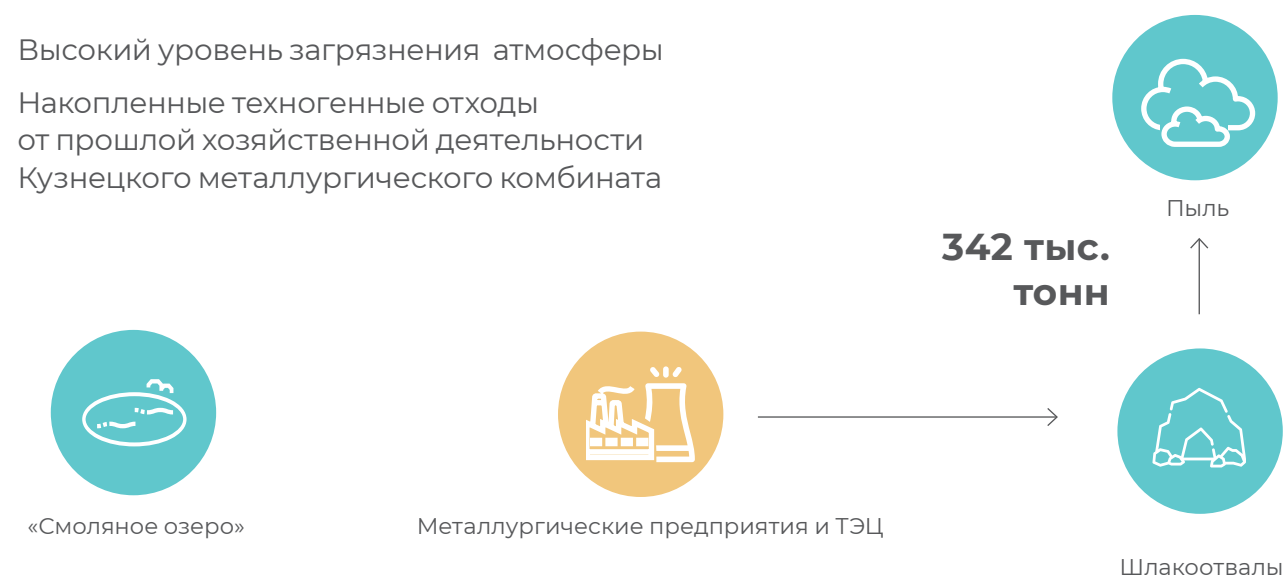 Высокий уровень загрязнения атмосферы
Накопленные техногенные отходы
от прошлой хозяйственной деятельности
Кузнецкого металлургического комбината
Пыль
342 тыс.
тонн
«Смоляное озеро»
Металлургические предприятия и ТЭЦ
Шлакоотвалы